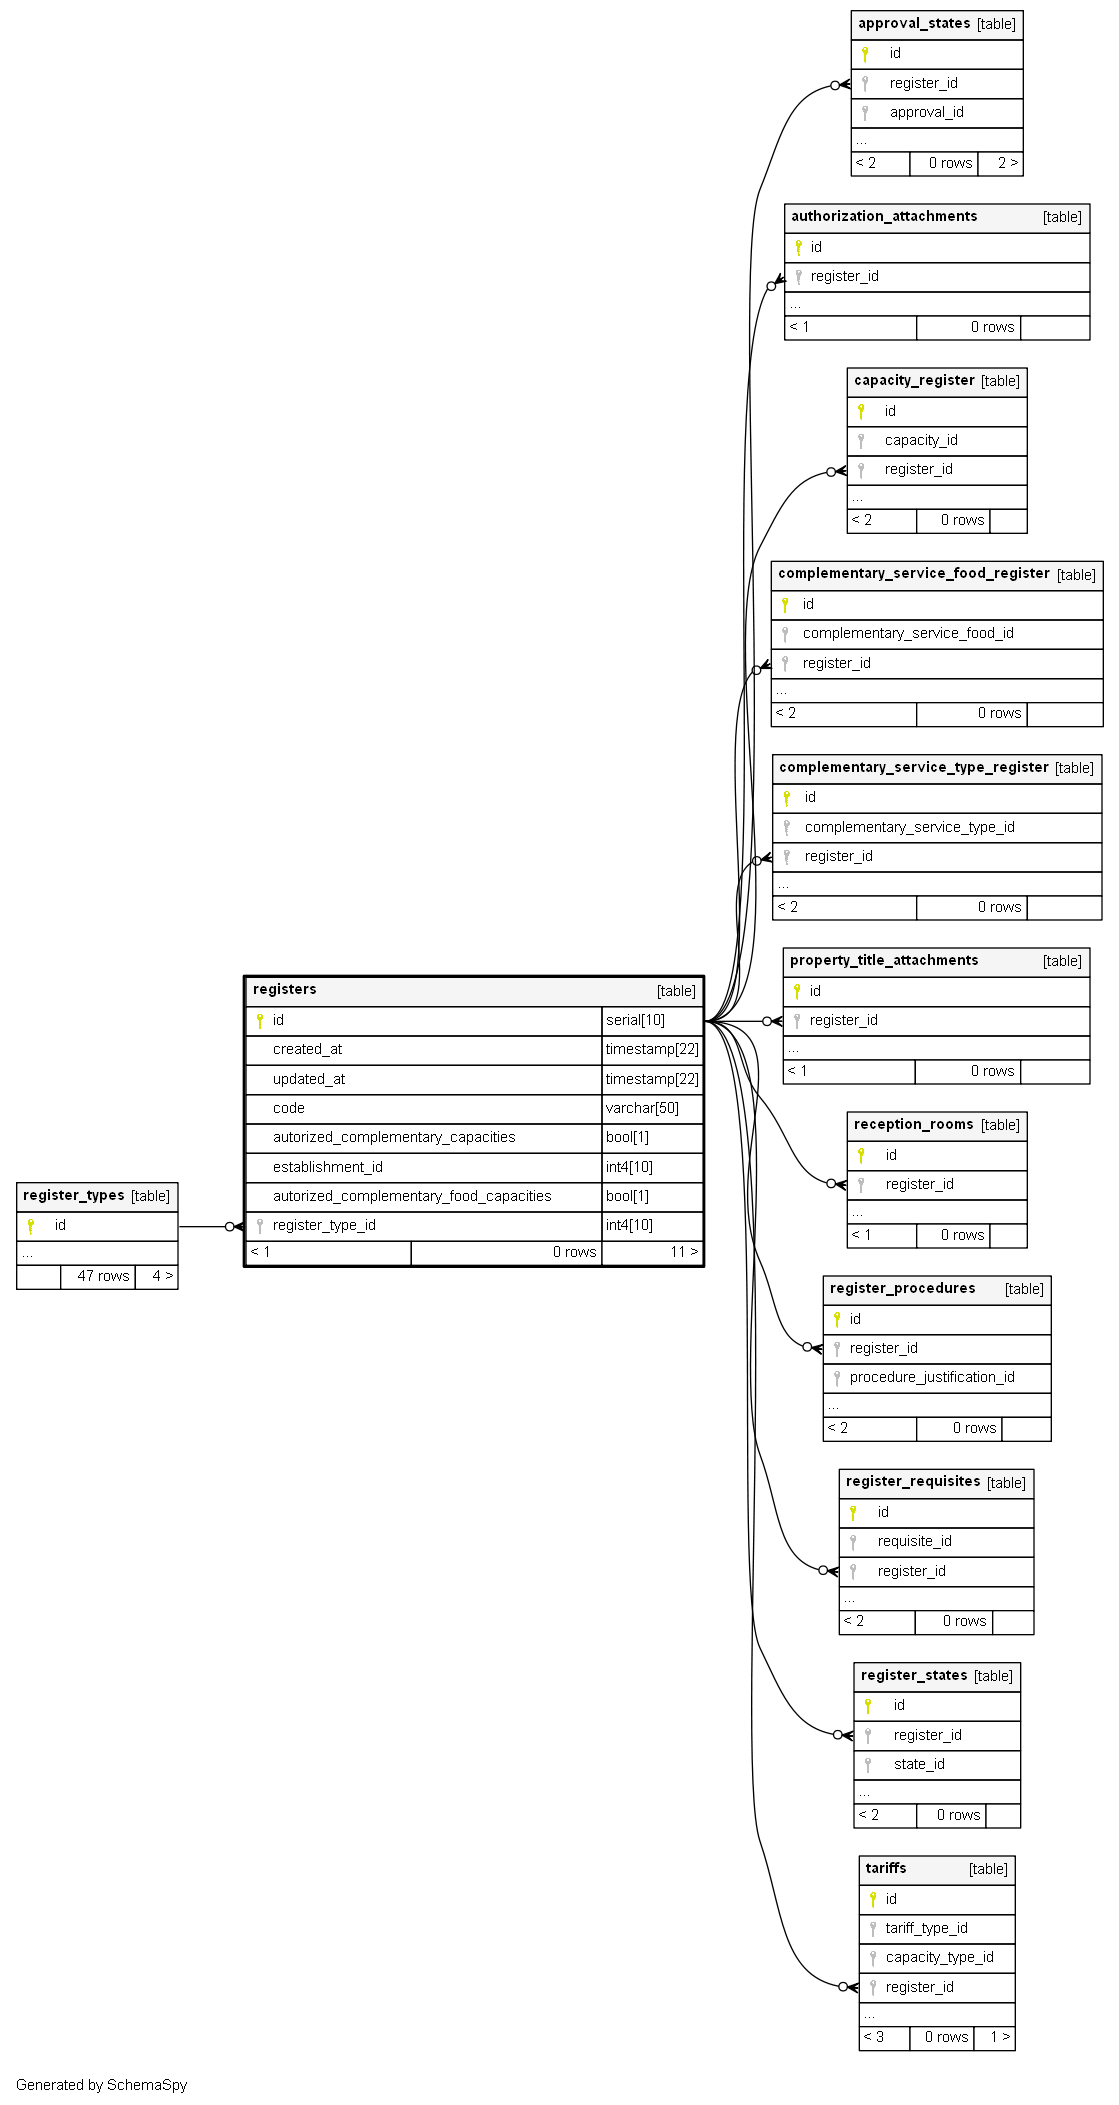 approval_states [table]
id
register_id
approval_id
...
< 2 0 rows 2 >
authorization_attachments [table]
id
register_id
...
< 1 0 rows
capacity_register [table]
id
capacity_id
register_id
...
< 2 0 rows
complementary_service_food_register [table]
id
complementary_service_food_id
register_id
...
< 2 0 rows
complementary_service_type_register [table]
id
complementary_service_type_id
register_id
...
< 2 0 rows
property_title_attachments [table]
id
register_id
...
< 1 0 rows
registers [table]
id serial[10]
created_at timestamp[22]
updated_at timestamp[22]
code varchar[50]
autorized_complementary_capacities bool[1]
establishment_id int4[10]
autorized_complementary_food_capacities bool[1]
register_type_id int4[10]
< 1 0 rows 11 >
register_types [table]
id
...
47 rows 4 >
reception_rooms [table]
id
register_id
...
< 1 0 rows
register_procedures [table]
id
register_id
procedure_justification_id
...
< 2 0 rows
register_requisites [table]
id
requisite_id
register_id
...
< 2 0 rows
register_states [table]
id
register_id
state_id
...
< 2 0 rows
tariffs [table]
id
tariff_type_id
capacity_type_id
register_id
...
< 3 0 rows 1 >
Generated by SchemaSpy